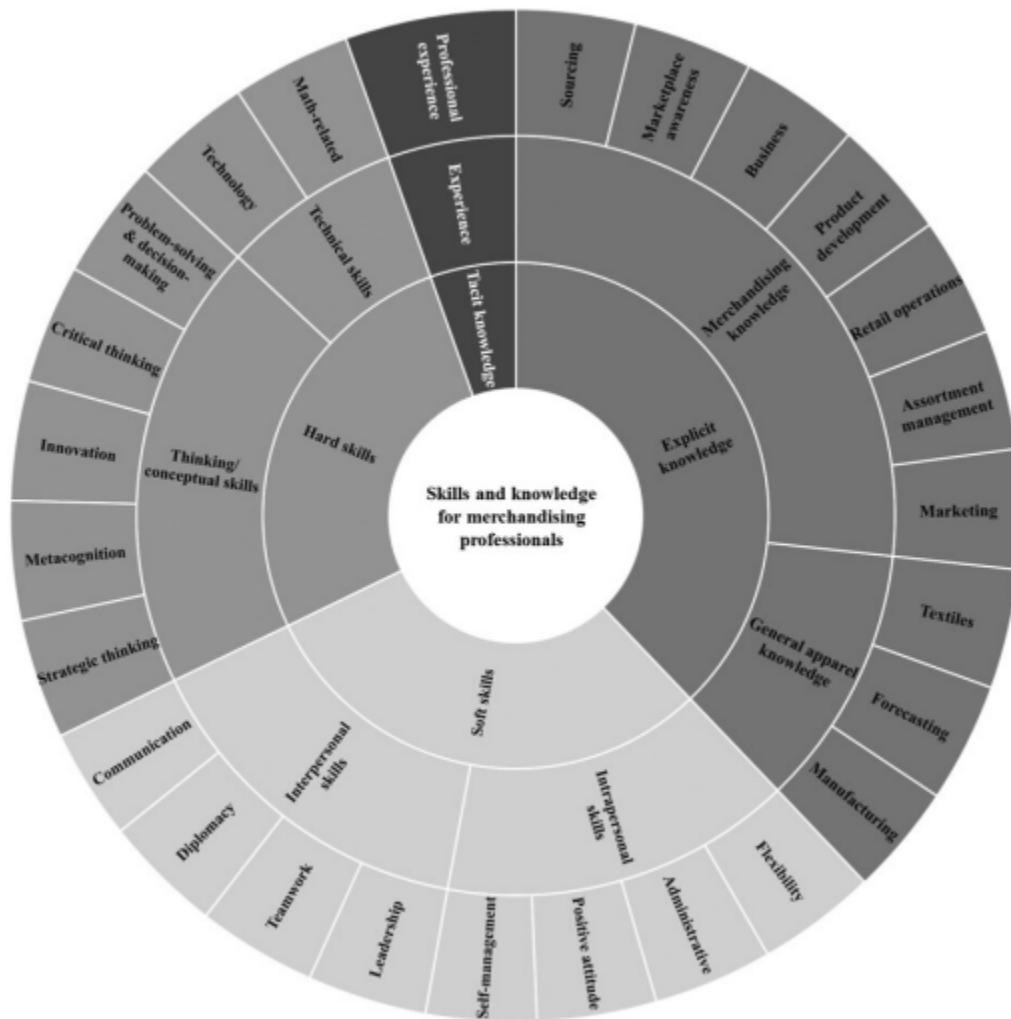 Skills and knowledge
for merchandising
professionals
Explicit
knowledge
Soft skills
Hard skills
Tacit knowledge
Merchandising
knowledge
General apparel
knowledge
Intrapersonal
skills
Interpersonal
skills
Thinking/
conceptual skills
Technical skills
Experience
Sourcing
Marketplace
awareness
Business
Product
development
Retail operations
Assortment
management
Marketing
Textiles
Forecasting
Manufacturing
Flexibility
Administrative
Positive attitude
Self-management
Leadership
Teamwork
Diplomacy
Communication
Strategic thinking
Metacognition
Innovation
Critical thinking
Problem-solving
& decision-
making
Technology
Math-related
Professional
experience